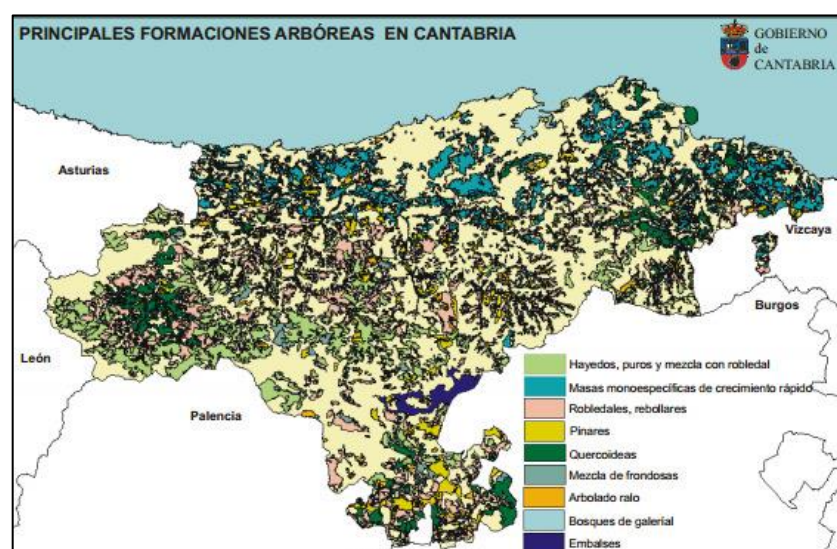 PRINCIPALES FORMACIONES ARBÓREAS EN CANTABRIA
GOBIERNO
de
CANTABRIA
Asturias
Vizcaya
Burgos
León
Palencia
Hayedos, puros y mezcla con robledal
Masas monoespecíficas de crecimiento rápido
Robledales, rebollares
Pinares
Quercoideas
Mezcla de frondosas
Arbolado ralo
Bosques de galerial
Embalses